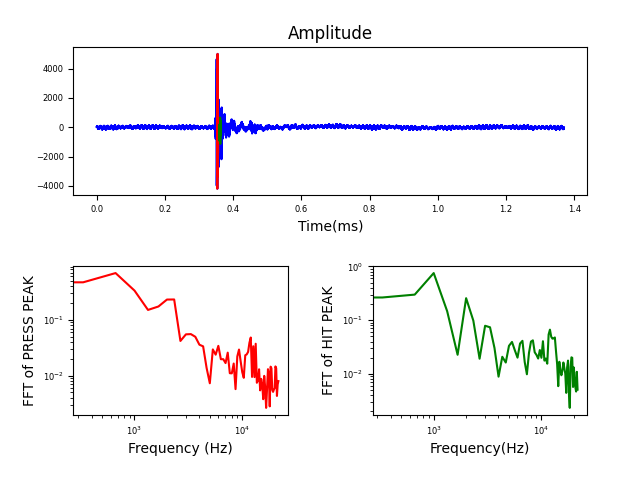 Amplitude
4000
2000
0
−2000
−4000
0.0 0.2 0.4 0.6 0.8 1.0 1.2 1.4
Time(ms)
FFT of PRESS PEAK
10⁻¹
10⁻²
10³ 10⁴
Frequency (Hz)
FFT of HIT PEAK
10⁰
10⁻¹
10⁻²
10³ 10⁴
Frequency(Hz)